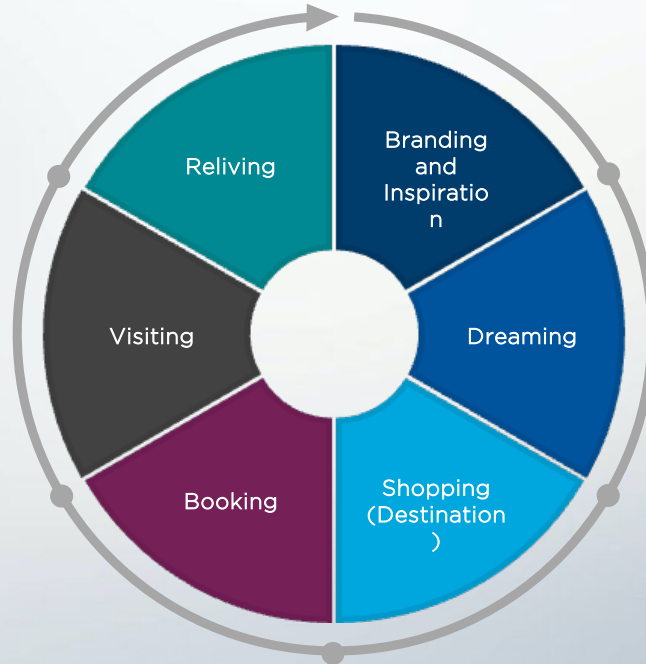 Reliving
Branding
and
Inspiratio
n
Visiting
Dreaming
Booking
Shopping
(Destination
)